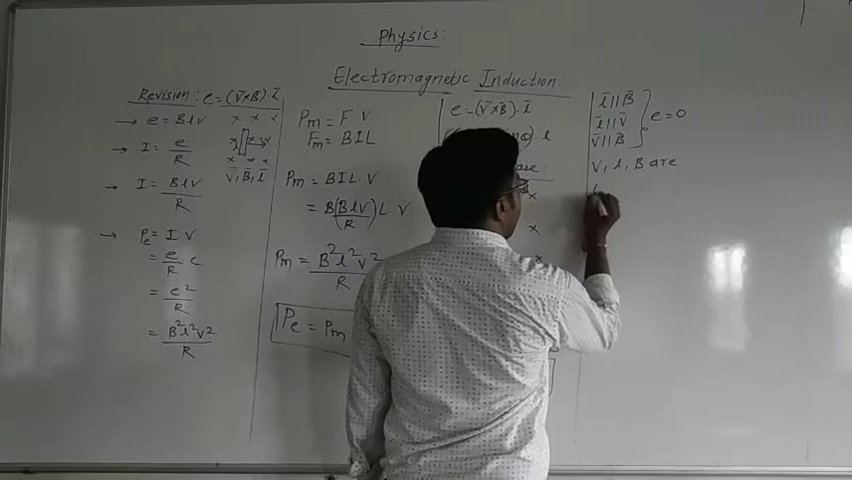 Physics:
Electromagnetic Induction:
Revision: e = (V̄×B̄)·l̄
→ e = Blv
x x x
x x
x x x
V̄, B̄, l̄
→ I = e/R
→ I = Blv/R
→ Pe = I V
= e/R e
= e²/R
= B²l²v²/R
Pm = F V
Fm = BIL
Pm = BIL. V
= B(Blv/R)L. V
Pm = B²l²v²/R
Pe = Pm
e = (V̄×B̄)·l̄
l
x
x
x
l̄ || B̄
l̄ || V̄
V̄ || B̄
} e = 0
V, l, B are